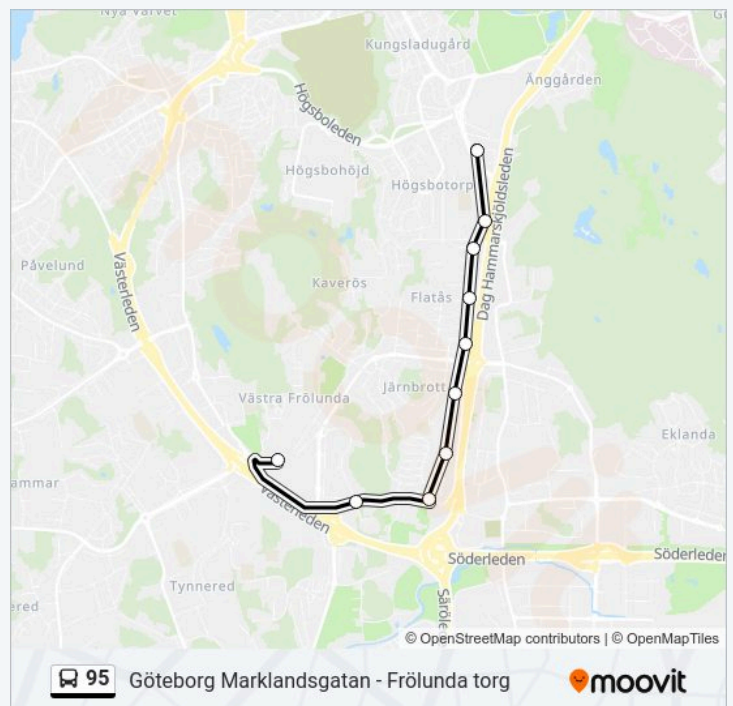 Nya Varvet
Kungsladugård
Änggården
Högsboleden
Högsbohöjd
Högsbotorp
Dag Hammarskjöldsleden
Påvelund
Västerleden
Kaverös
Flatås
Järnbrott
Västra Frölunda
Eklanda
ammar
Västerleden
Söderleden
Söderleden
Tynnered
ered
Säröle
© OpenStreetMap contributors | © OpenMapTiles
95 Göteborg Marklandsgatan - Frölunda torg
moovit